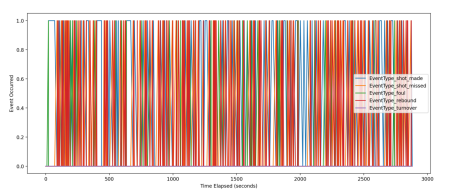 1.0
0.8
0.6
0.4
0.2
0.0
Event Occurred
EventType_shot_made
EventType_shot_missed
EventType_foul
EventType_rebound
EventType_turnover
0 500 1000 1500 2000 2500 3000
Time Elapsed (seconds)